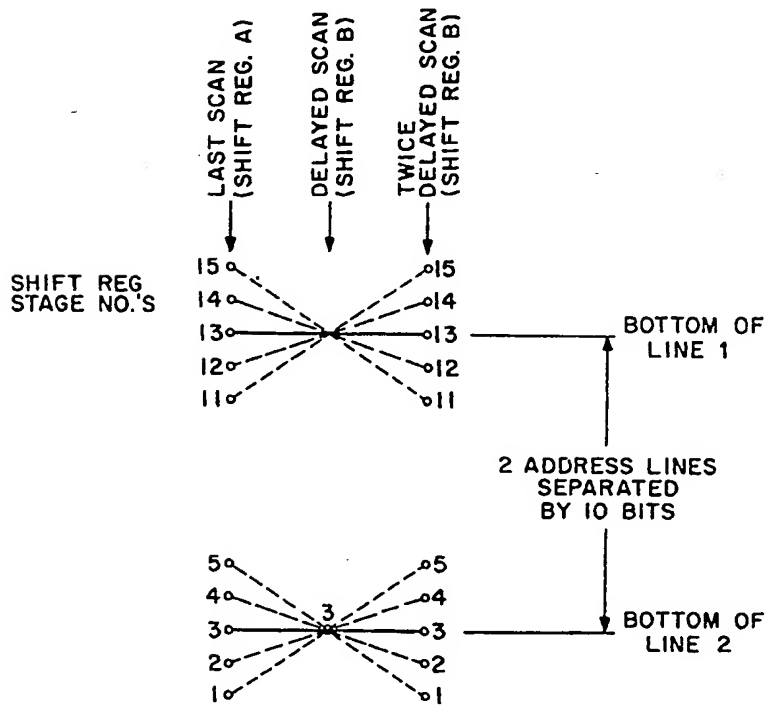 LAST SCAN
(SHIFT REG. A)
DELAYED SCAN
(SHIFT REG. B)
TWICE
DELAYED SCAN
(SHIFT REG. B)
SHIFT REG
STAGE NO.'S
15
14
13
12
11
15
14
13
12
11
BOTTOM OF
LINE 1
2 ADDRESS LINES
SEPARATED
BY 10 BITS
5
4
3
2
1
3
5
4
3
2
1
BOTTOM OF
LINE 2